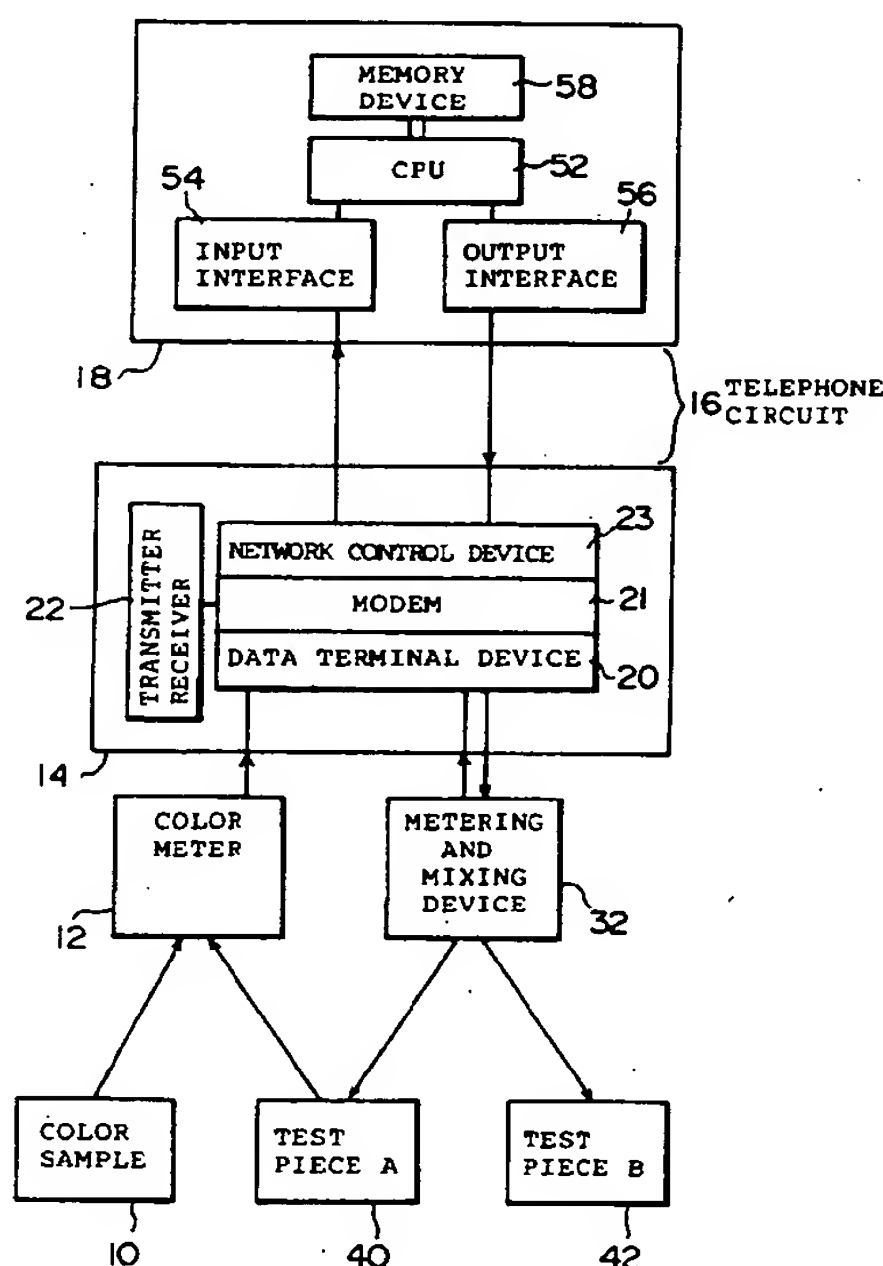 MEMORY
DEVICE
58
CPU
52
54
56
INPUT
INTERFACE
OUTPUT
INTERFACE
18
16 TELEPHONE
CIRCUIT
TRANSMITTER
RECEIVER
22
NETWORK CONTROL DEVICE
23
MODEM
21
DATA TERMINAL DEVICE
20
14
COLOR
METER
12
METERING
AND
MIXING
DEVICE
32
COLOR
SAMPLE
10
TEST
PIECE A
40
TEST
PIECE B
42